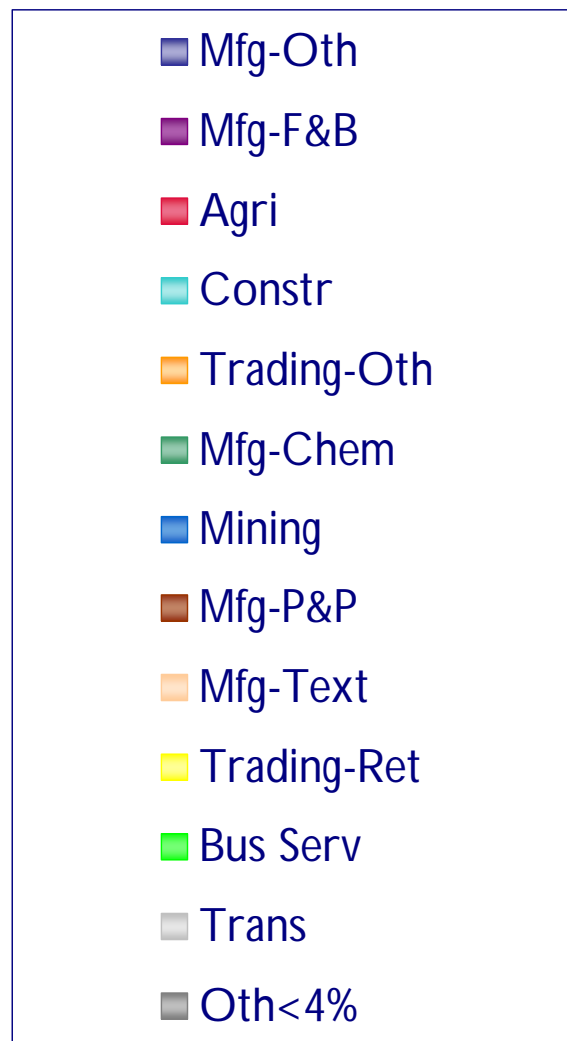 Mfg-Oth
Mfg-F&B
Agri
Constr
Trading-Oth
Mfg-Chem
Mining
Mfg-P&P
Mfg-Text
Trading-Ret
Bus Serv
Trans
Oth<4%